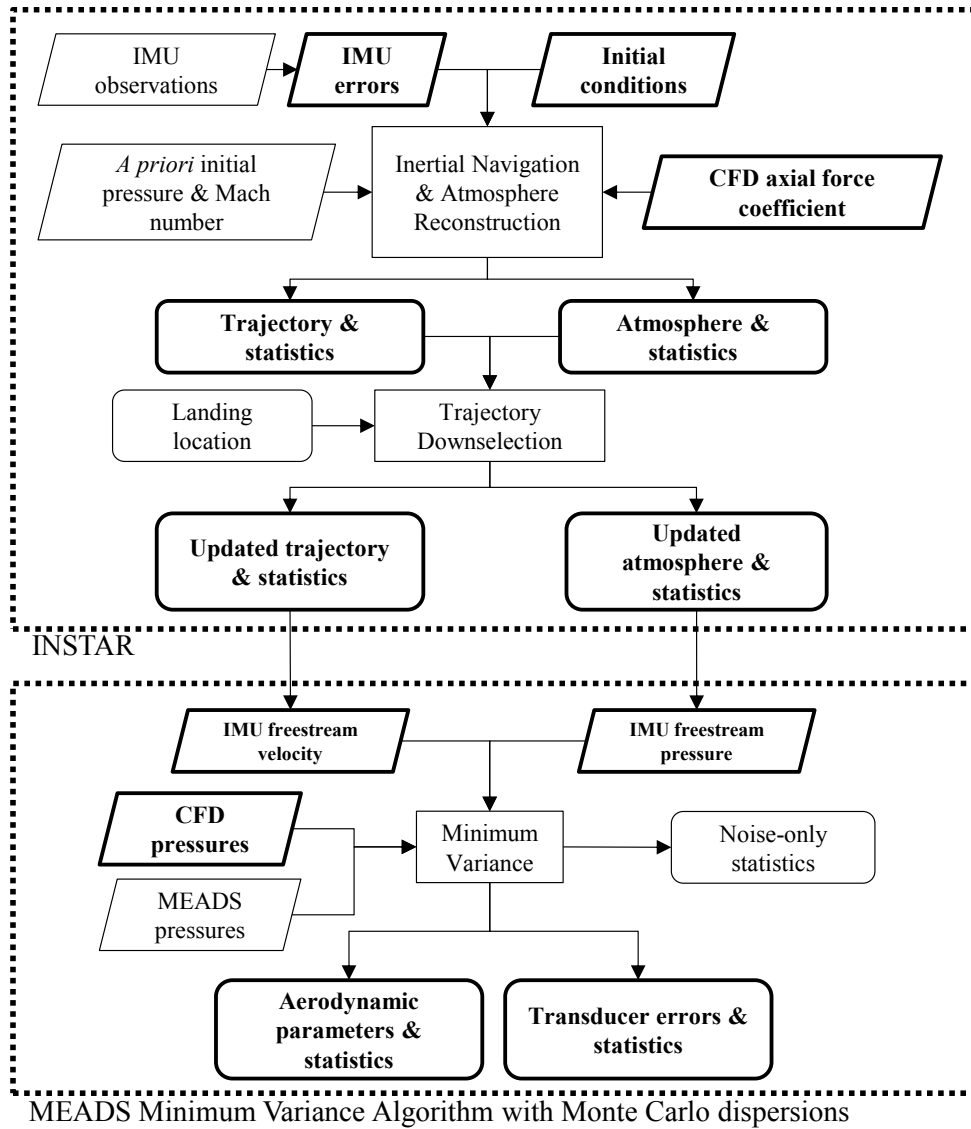 IMU
observations
IMU
errors
Initial
conditions
A priori initial
pressure & Mach
number
Inertial Navigation
& Atmosphere
Reconstruction
CFD axial force
coefficient
Trajectory &
statistics
Atmosphere &
statistics
Landing
location
Trajectory
Downselection
Updated trajectory
& statistics
Updated
atmosphere &
statistics
INSTAR
IMU freestream
velocity
IMU freestream
pressure
CFD
pressures
MEADS
pressures
Minimum
Variance
Noise-only
statistics
Aerodynamic
parameters &
statistics
Transducer errors &
statistics
MEADS Minimum Variance Algorithm with Monte Carlo dispersions